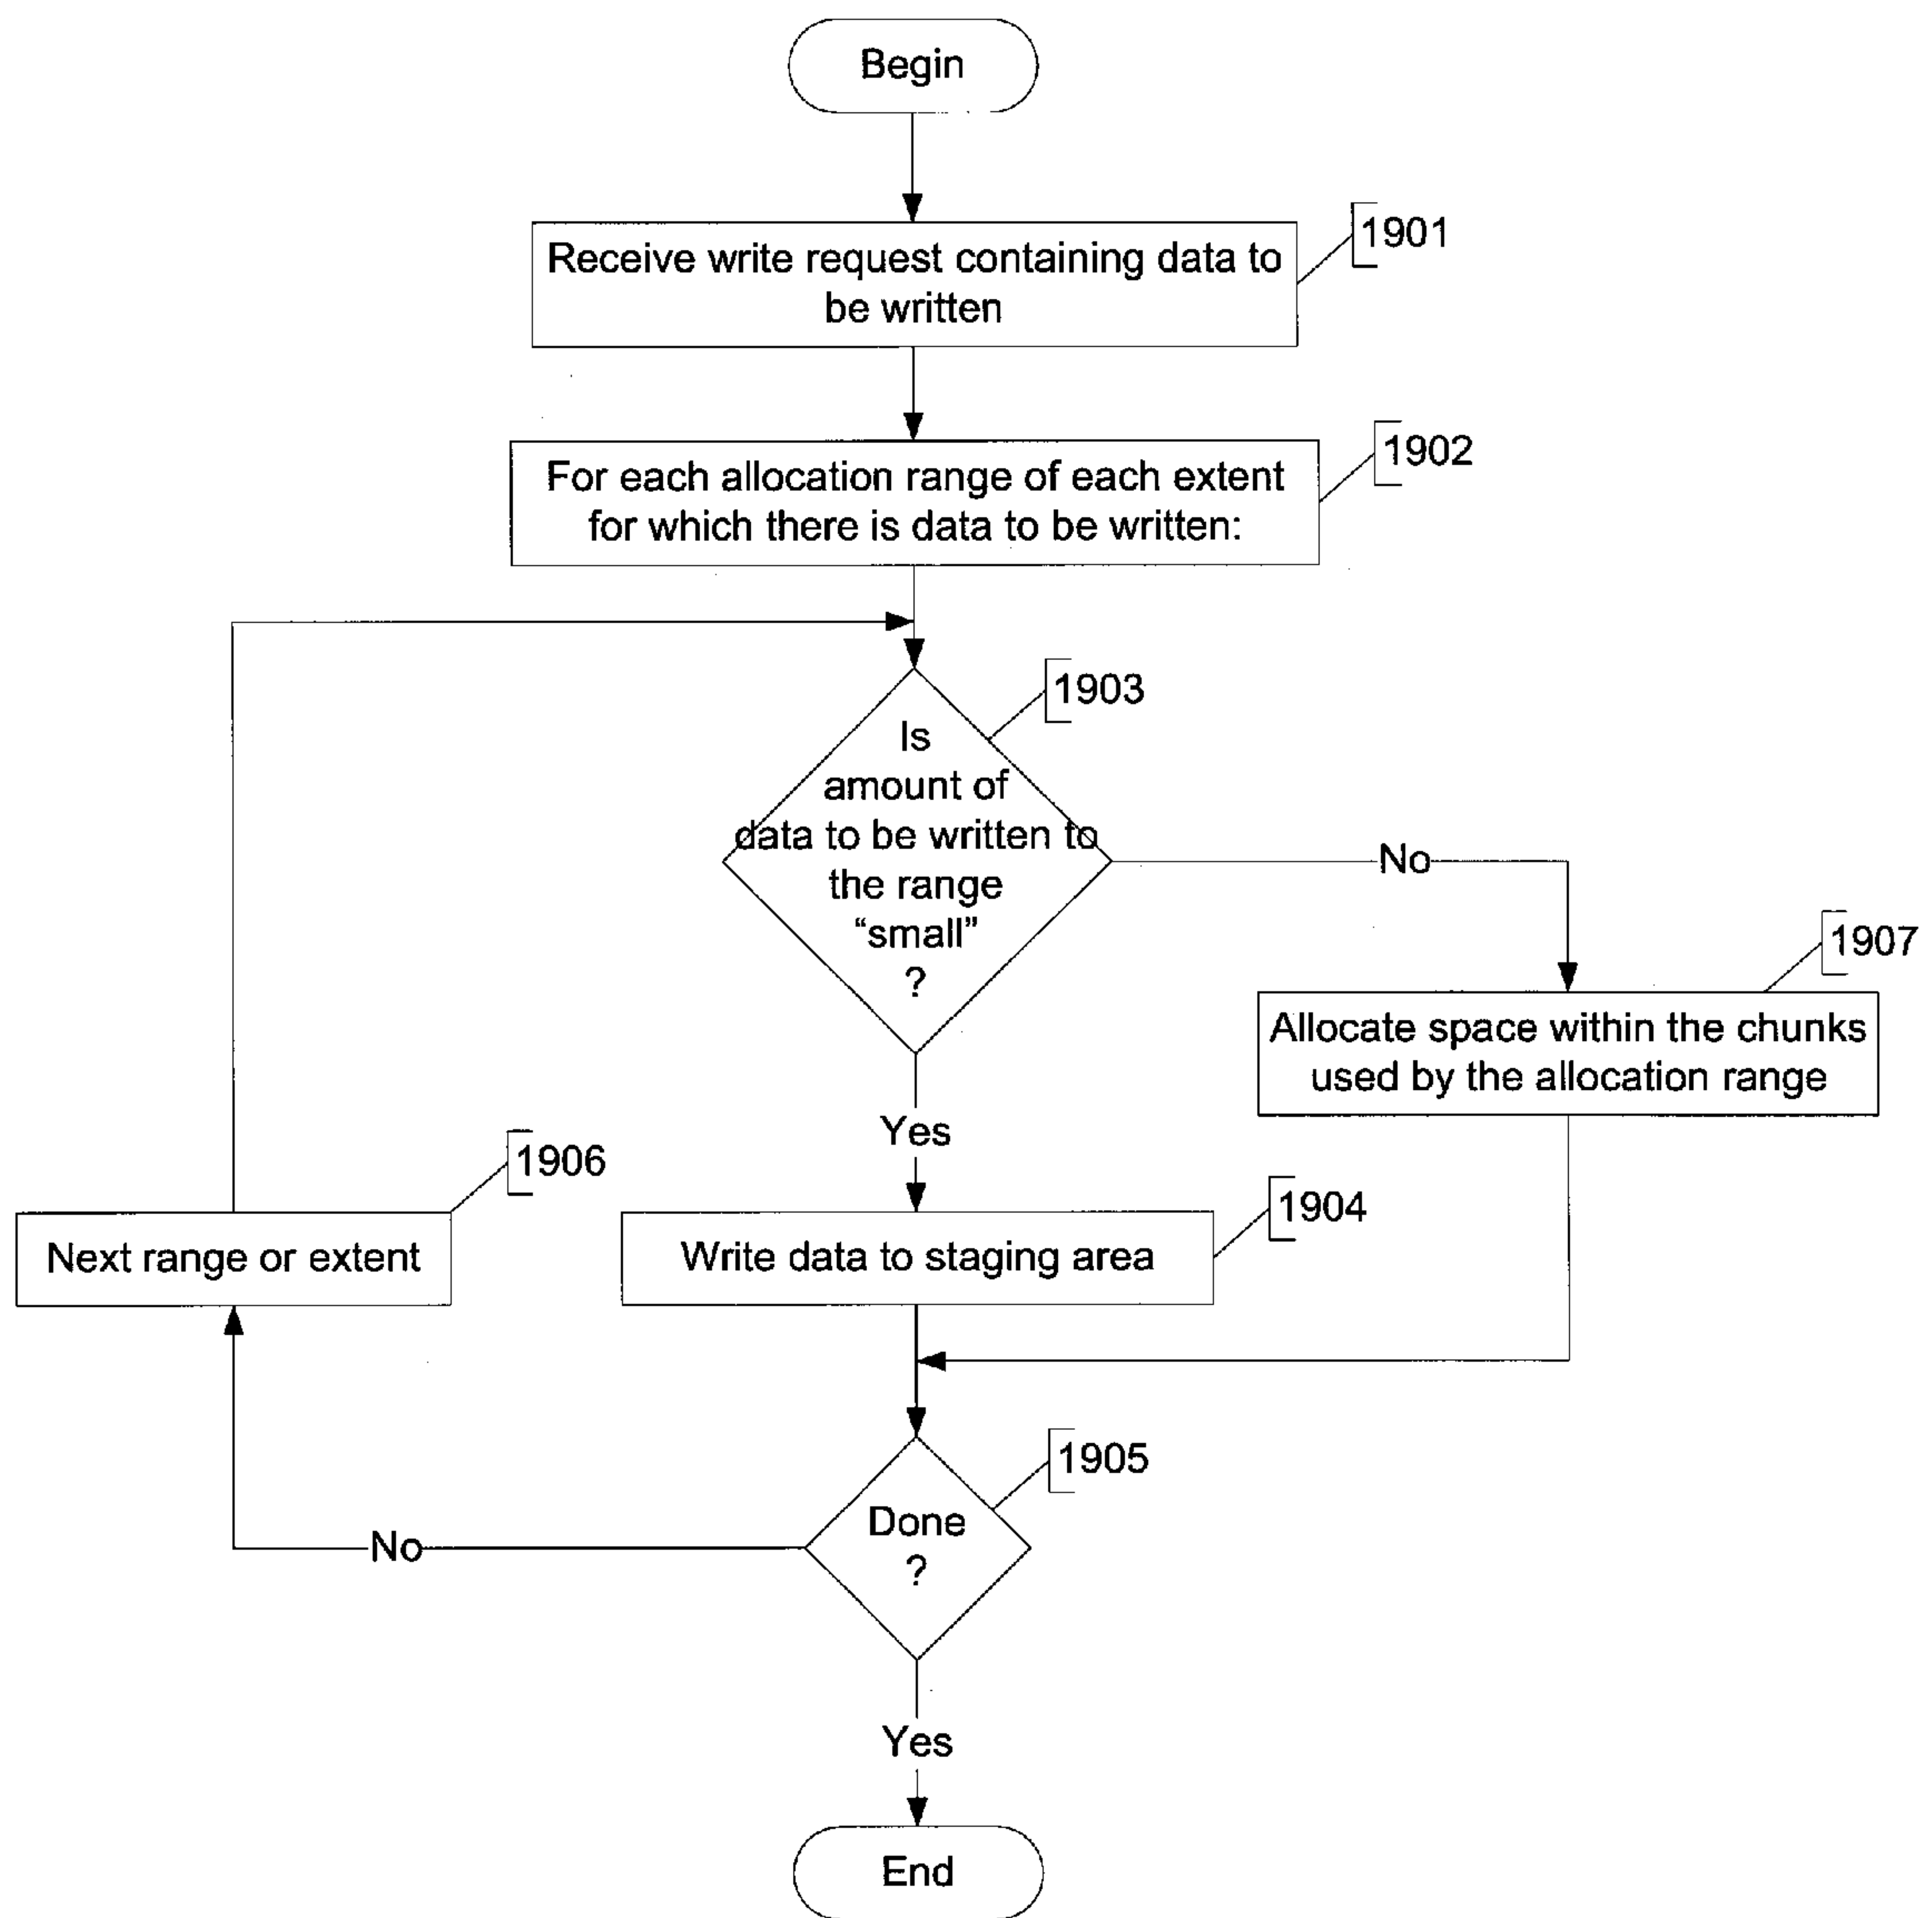 Begin
Receive write request containing data to
be written
1901
For each allocation range of each extent
for which there is data to be written:
1902
Is
amount of
data to be written to
the range
“small”
?
1903
No
Allocate space within the chunks
used by the allocation range
1907
Yes
Next range or extent
1906
Write data to staging area
1904
Done
?
1905
No
Yes
End